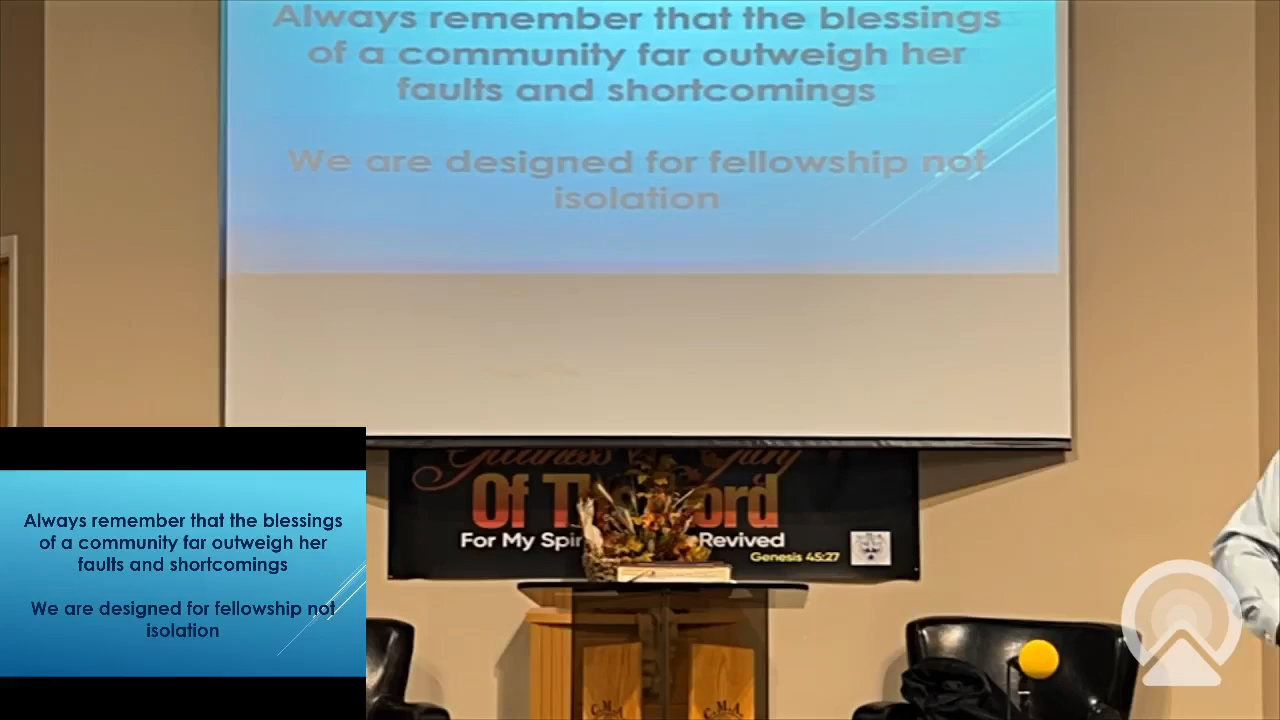 Always remember that the blessings
of a community far outweigh her
faults and shortcomings
We are designed for fellowship not
isolation
Of The Lord
For My Revived
Genesis 45:27
C.M.A.
C.M.A.
Always remember that the blessings
of a community far outweigh her
faults and shortcomings
We are designed for fellowship not
isolation